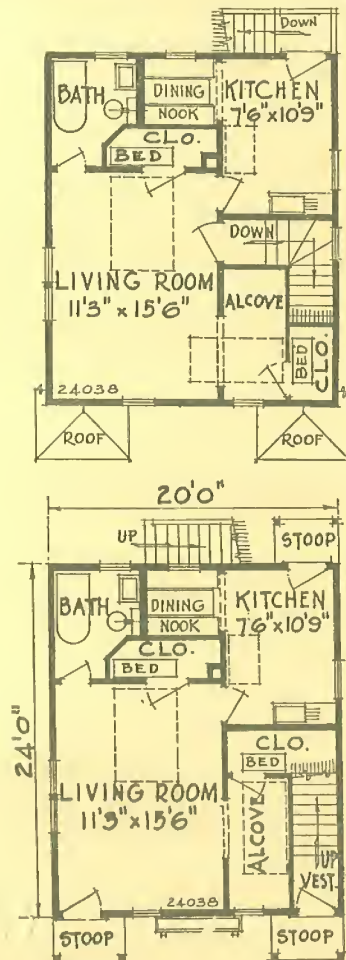 DOWN
BATH
DINING
NOOK
KITCHEN
7'6"x10'9"
CLO.
BED
DOWN
LIVING ROOM
11'3" x 15'6"
ALCOVE
BED
CLO.
24038
ROOF
ROOF
20'0"
UP
STOOP
BATH
DINING
NOOK
KITCHEN
7'6"x10'9"
CLO.
BED
24'0"
CLO.
BED
LIVING ROOM
11'3"x15'6"
ALCOVE
UP
VEST.
24038
STOOP
STOOP